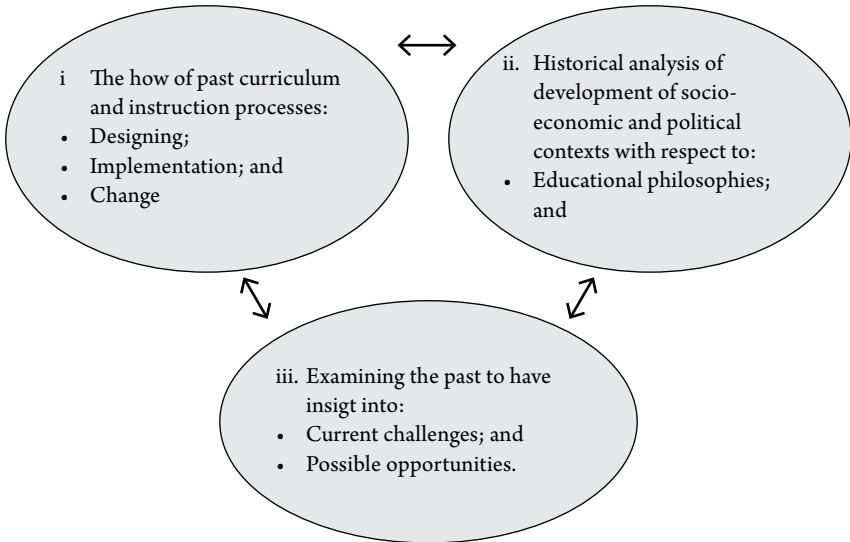 i The how of past curriculum
and instruction processes:
• Designing;
• Implementation; and
• Change
ii. Historical analysis of
development of socio-
economic and political
contexts with respect to:
• Educational philosophies;
and
iii. Examining the past to have
insigt into:
• Current challenges; and
• Possible opportunities.